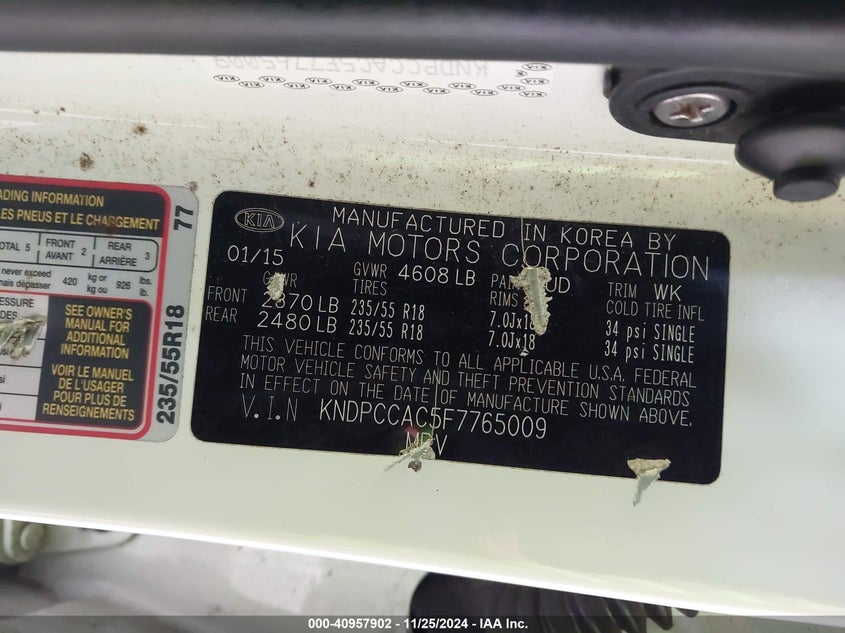 ADING INFORMATION
LES PNEUS ET LE CHARGEMENT
77
TOTAL 5 FRONT AVANT 2 REAR ARRIÈRE 3
never exceed
mais dépasser 420 kg or kg ou 926 lbs. lb.
SEE OWNER'S
MANUAL FOR
ADDITIONAL
INFORMATION
VOIR LE MANUEL
DE L'USAGER
POUR PLUS DE
RENSEIGNEMENTS
235/55R18
KIA
MANUFACTURED IN KOREA BY
KIA MOTORS CORPORATION
01/15 GVWR 4608 LB UD TRIM WK
TIRES RIMS COLD TIRE INFL
FRONT 2370 LB 235/55 R18 7.0Jx18 34 psi SINGLE
REAR 2480 LB 235/55 R18 7.0Jx18 34 psi SINGLE
THIS VEHICLE CONFORMS TO ALL APPLICABLE U.S.A. FEDERAL
MOTOR VEHICLE SAFETY AND THEFT PREVENTION STANDARDS
IN EFFECT ON THE DATE OF MANUFACTURE SHOWN ABOVE.
V.I.N KNDPCCAC5F7765009
MPV
000-40957902 - 11/25/2024 - IAA Inc.